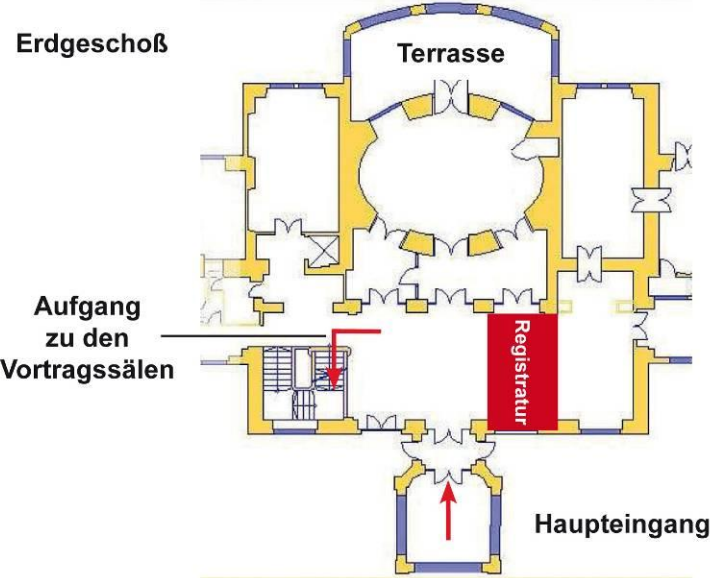 Erdgeschoß
Terrasse
Aufgang
zu den
Vortragssälen
Registratur
Haupteingang